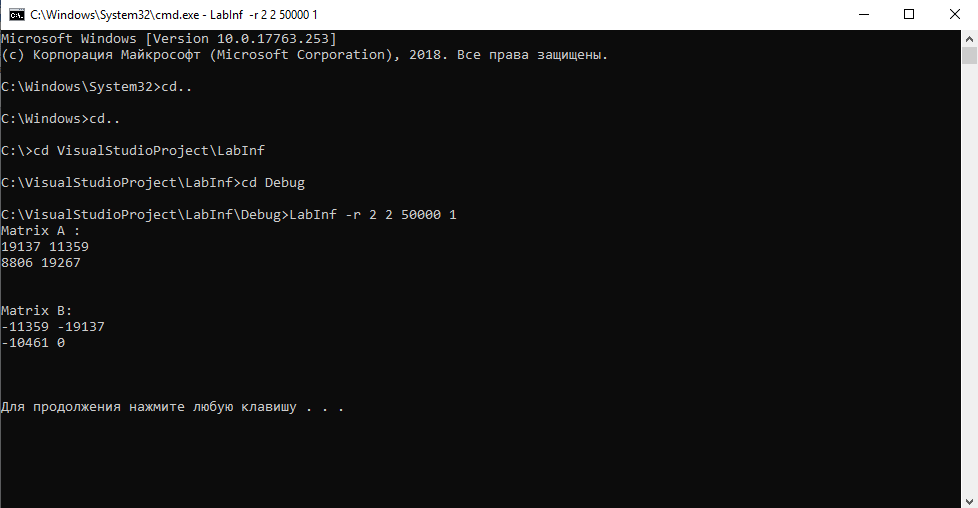 C:\Windows\System32\cmd.exe - LabInf -r 2 2 50000 1
Microsoft Windows [Version 10.0.17763.253]
(c) Корпорация Майкрософт (Microsoft Corporation), 2018. Все права защищены.
C:\Windows\System32>cd..
C:\Windows>cd..
C:\>cd VisualStudioProject\LabInf
C:\VisualStudioProject\LabInf>cd Debug
C:\VisualStudioProject\LabInf\Debug>LabInf -r 2 2 50000 1
Matrix A :
19137 11359
8806 19267
Matrix B:
-11359 -19137
-10461 0
Для продолжения нажмите любую клавишу . . .